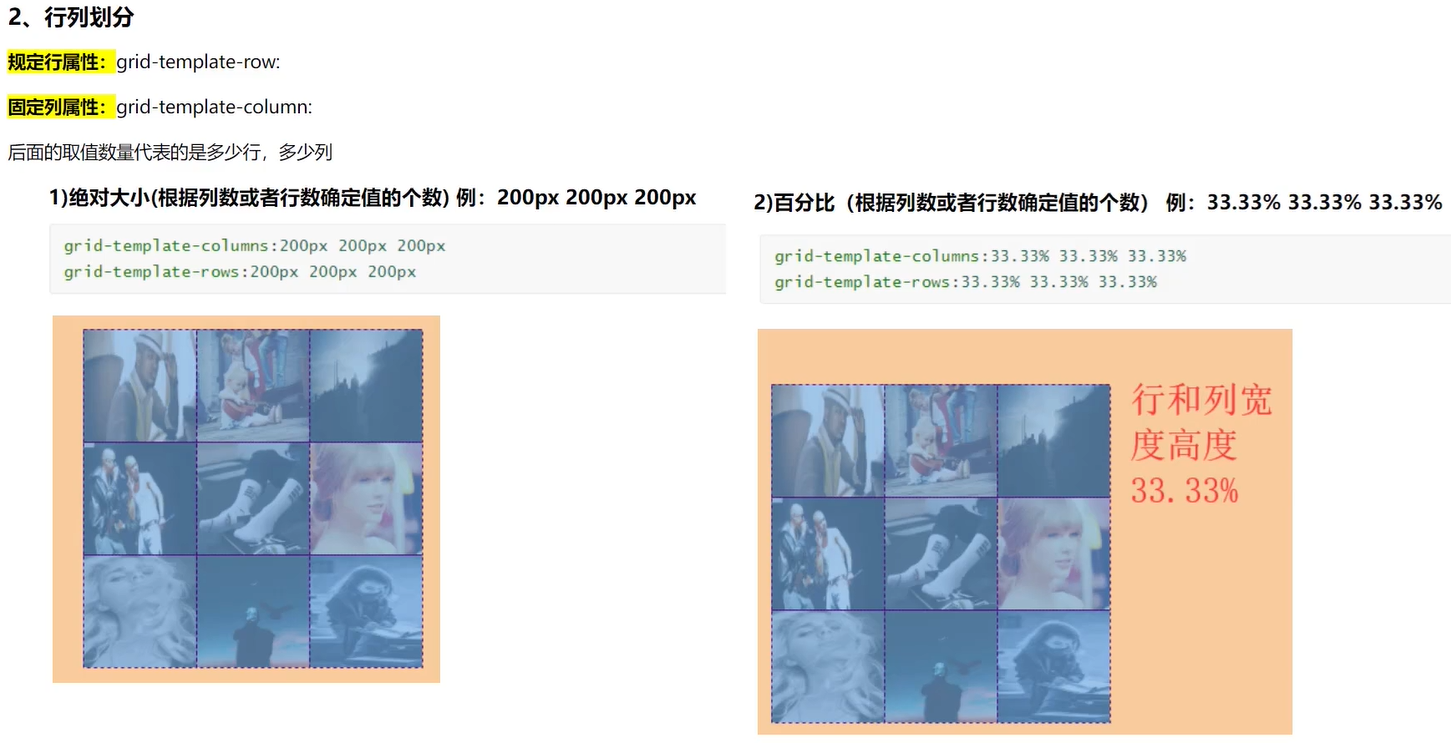 2、行列划分
规定行属性：grid-template-row:
固定列属性：grid-template-column:
后面的取值数量代表的是多少行，多少列
1)绝对大小(根据列数或者行数确定值的个数) 例：200px 200px 200px
grid-template-columns:200px 200px 200px
grid-template-rows:200px 200px 200px
2)百分比（根据列数或者行数确定值的个数） 例：33.33% 33.33% 33.33%
grid-template-columns:33.33% 33.33% 33.33%
grid-template-rows:33.33% 33.33% 33.33%
行和列宽
度高度
33.33%